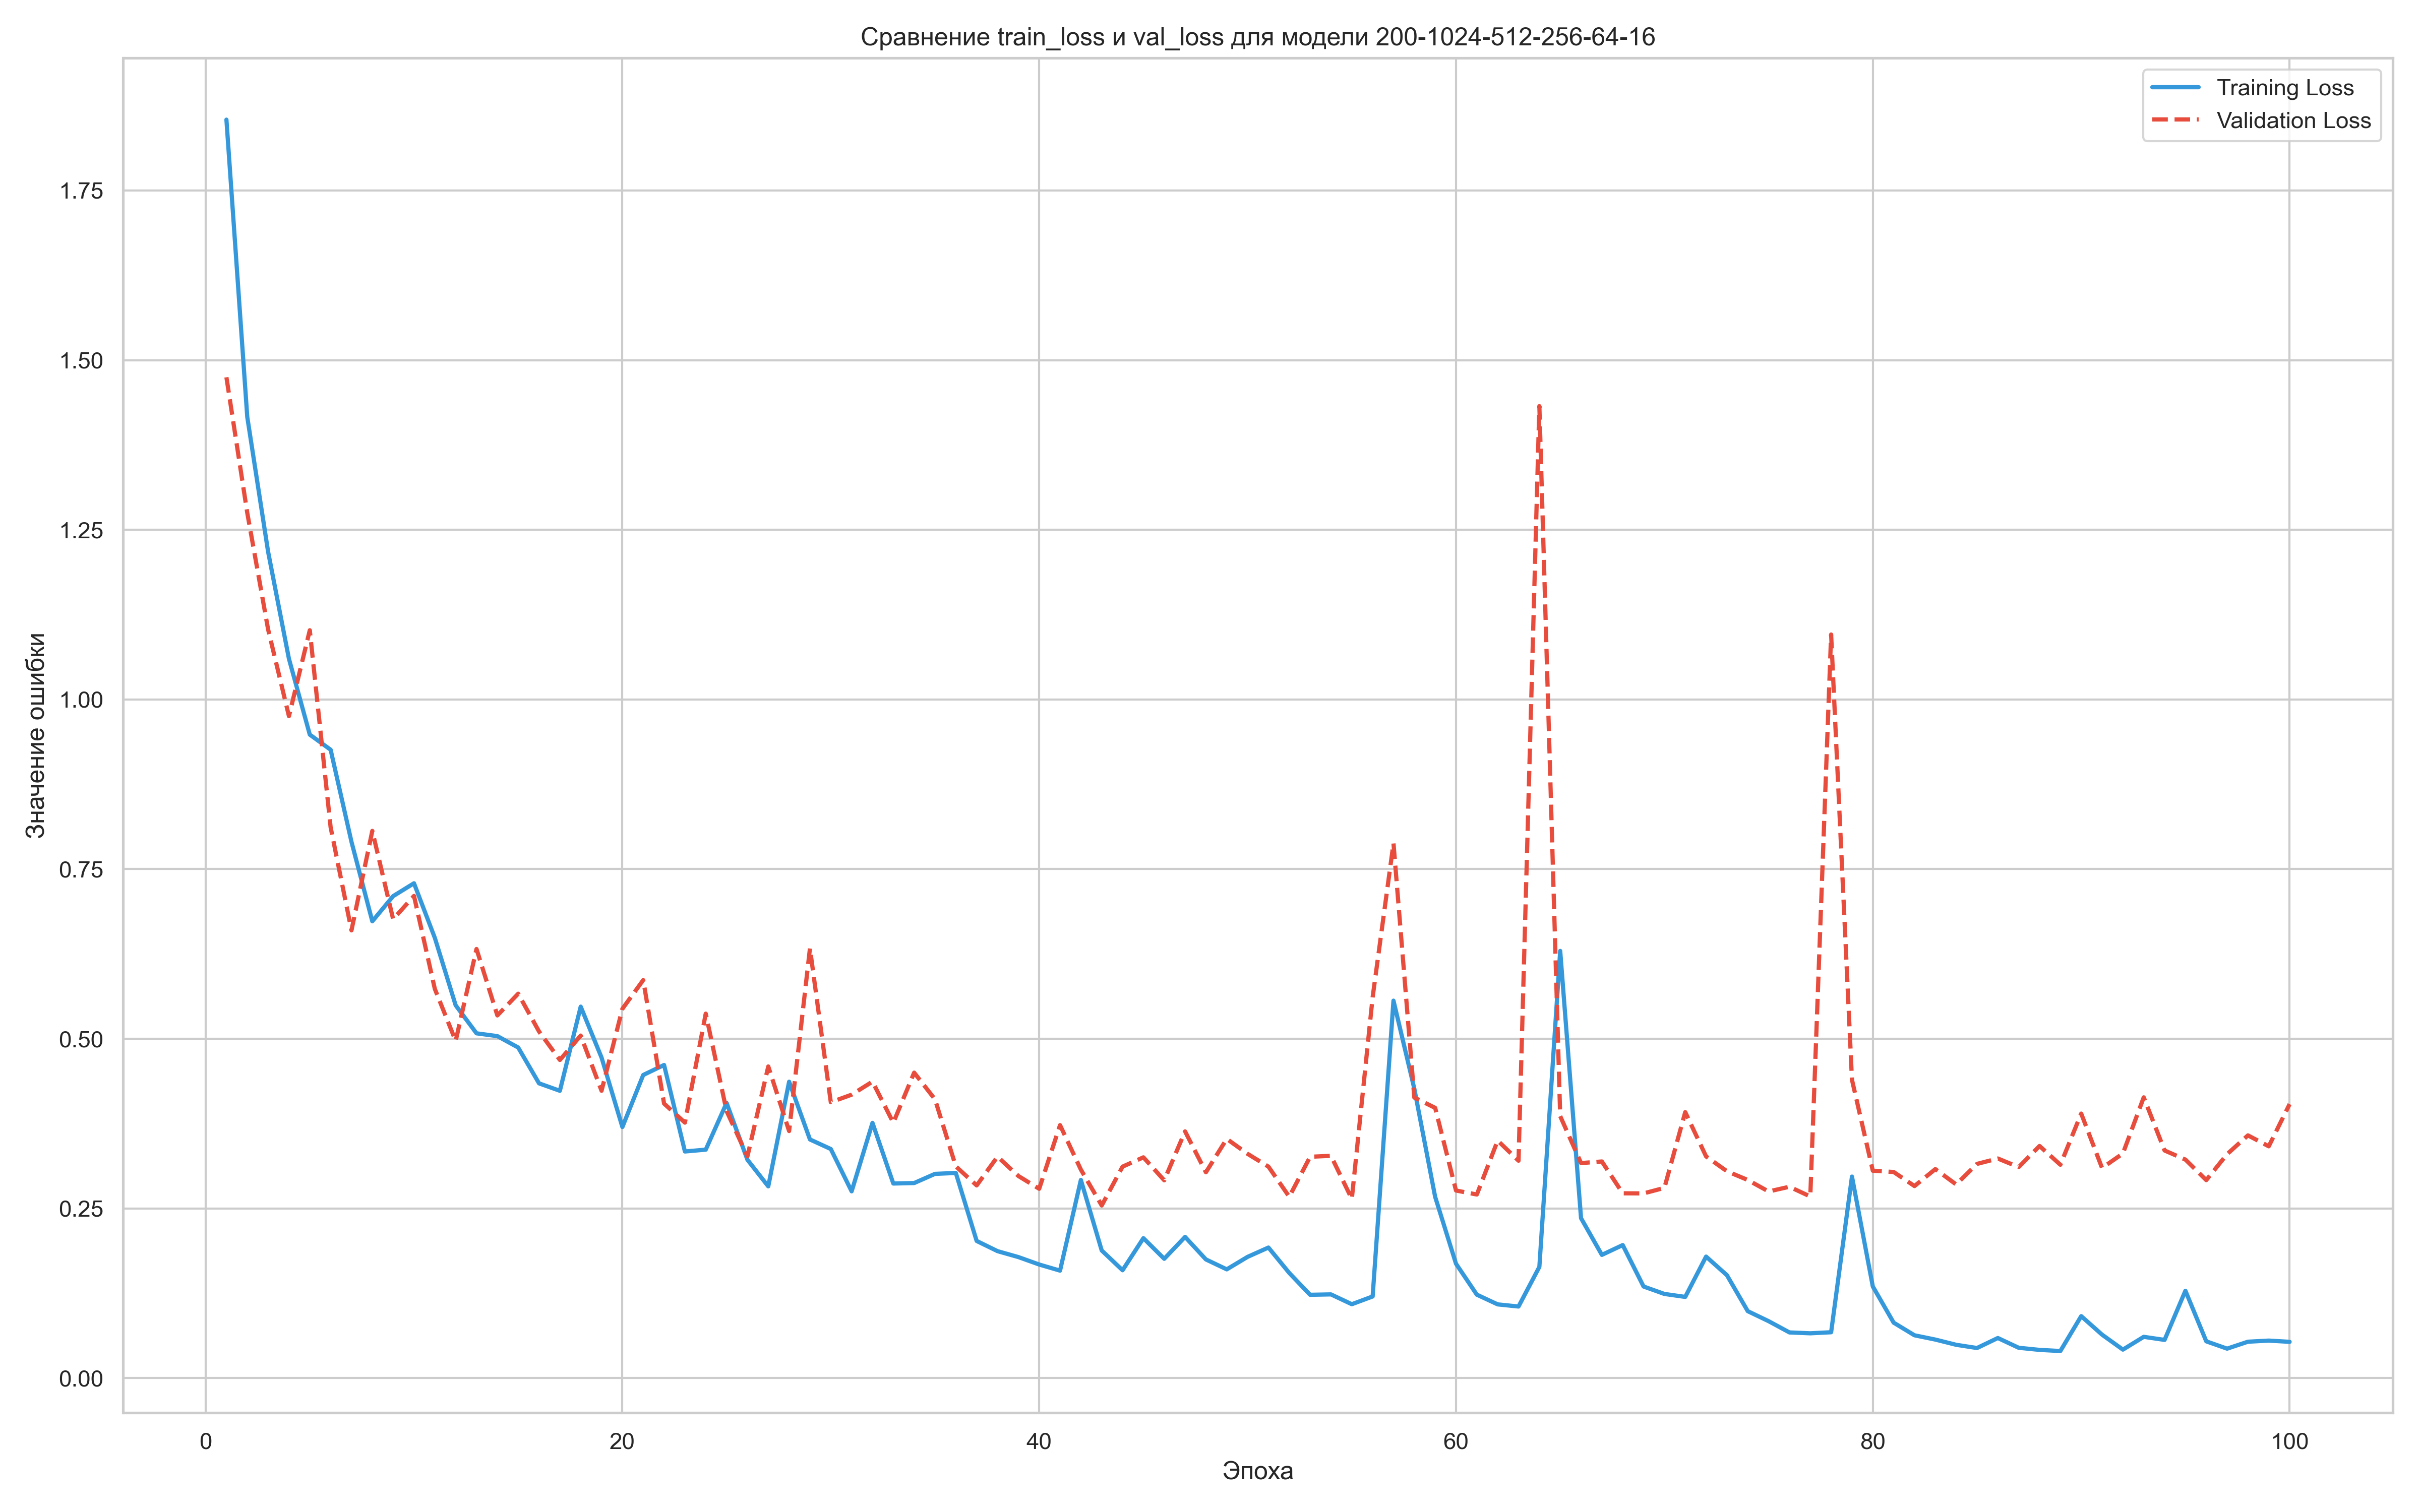 Сравнение train_loss и val_loss для модели 200-1024-512-256-64-16
Training Loss
Validation Loss
Значение ошибки
1.75
1.50
1.25
1.00
0.75
0.50
0.25
0.00
0
20
40
60
80
100
Эпоха